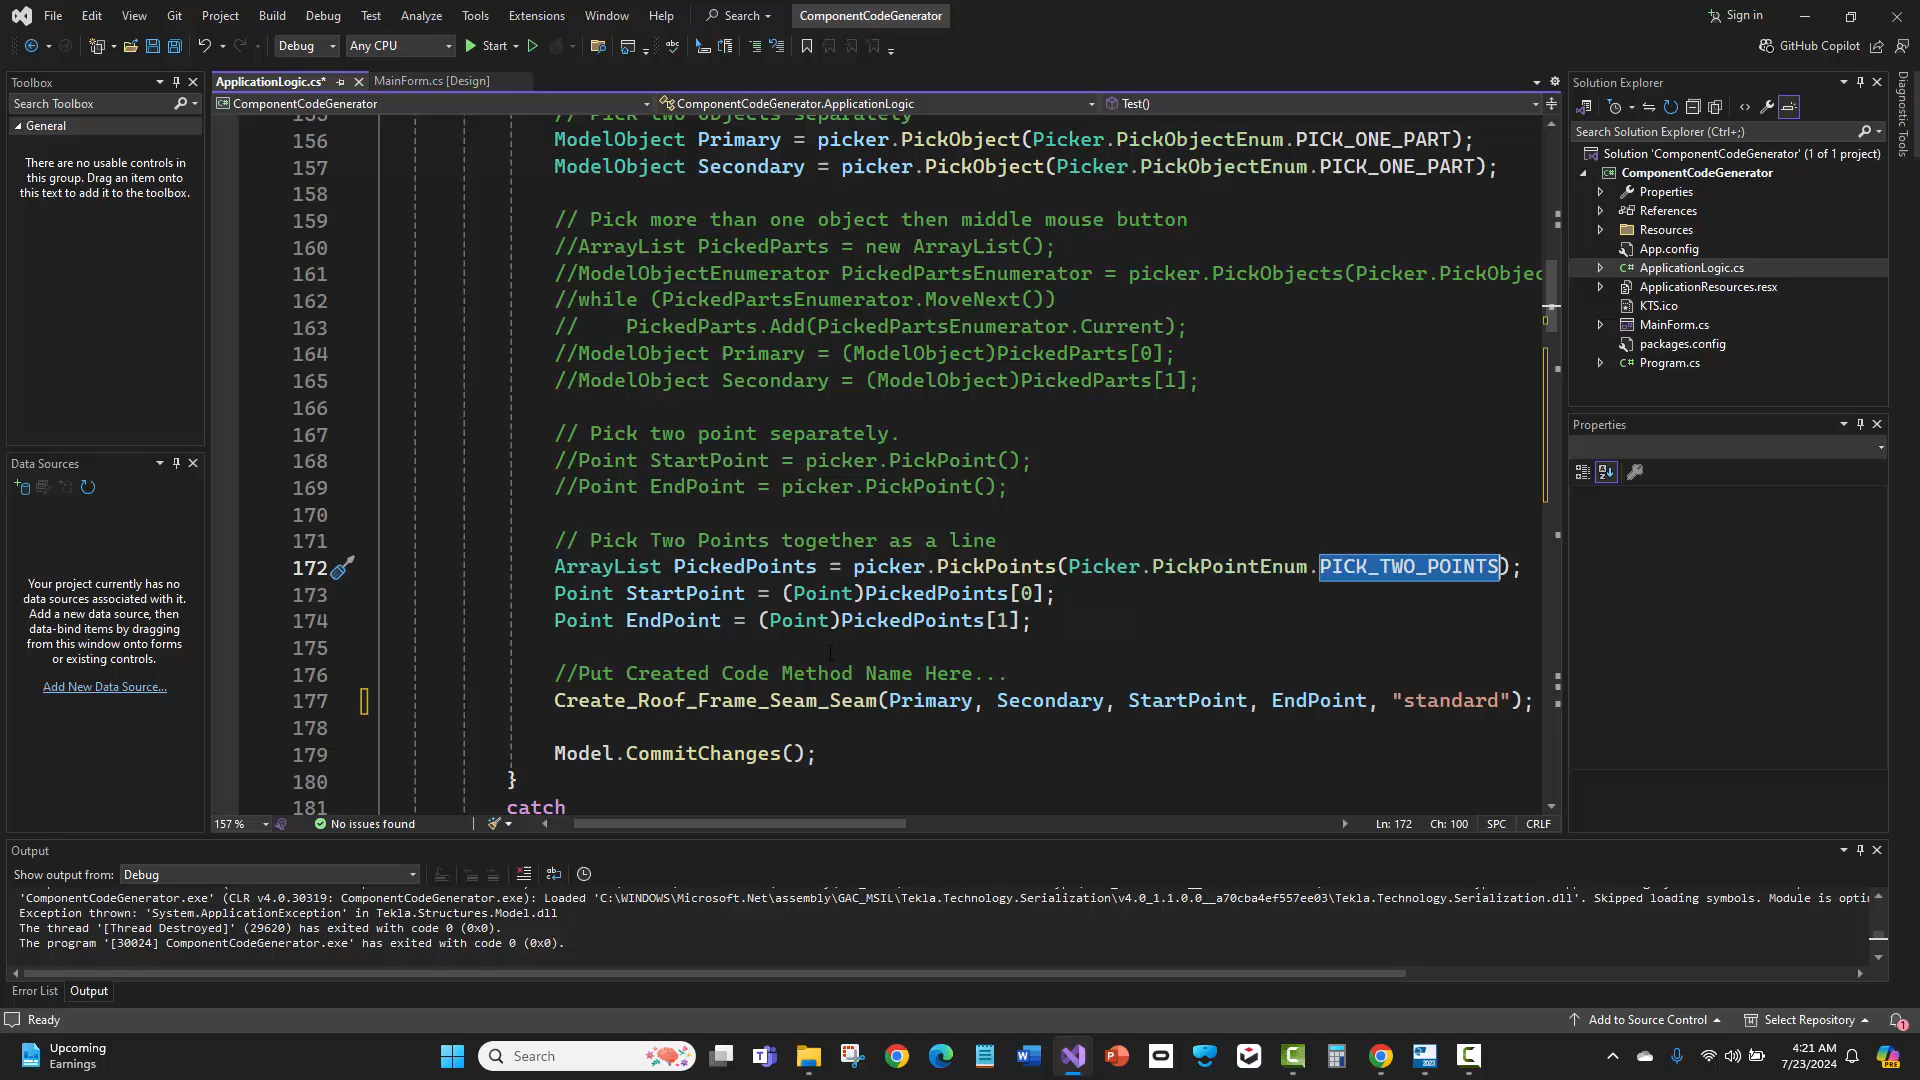 File Edit View Git Project Build Debug Test Analyze Tools Extensions Window Help Search ComponentCodeGenerator Sign in
Debug Any CPU Start GitHub Copilot
Toolbox
Search Toolbox
General
There are no usable controls in
this group. Drag an item onto
this text to add it to the toolbox.
Data Sources
Your project currently has no
data sources associated with it.
Add a new data source, then
data-bind items by dragging
from this window onto forms
or existing controls.
Add New Data Source...
ApplicationLogic.cs* MainForm.cs [Design]
ComponentCodeGenerator ComponentCodeGenerator.ApplicationLogic Test()
155 // Pick two objects separately
156 ModelObject Primary = picker.PickObject(Picker.PickObjectEnum.PICK_ONE_PART);
157 ModelObject Secondary = picker.PickObject(Picker.PickObjectEnum.PICK_ONE_PART);
158
159 // Pick more than one object then middle mouse button
160 //ArrayList PickedParts = new ArrayList();
161 //ModelObjectEnumerator PickedPartsEnumerator = picker.PickObjects(Picker.PickObjec
162 //while (PickedPartsEnumerator.MoveNext())
163 //    PickedParts.Add(PickedPartsEnumerator.Current);
164 //ModelObject Primary = (ModelObject)PickedParts[0];
165 //ModelObject Secondary = (ModelObject)PickedParts[1];
166
167 // Pick two point separately.
168 //Point StartPoint = picker.PickPoint();
169 //Point EndPoint = picker.PickPoint();
170
171 // Pick Two Points together as a line
172 ArrayList PickedPoints = picker.PickPoints(Picker.PickPointEnum.PICK_TWO_POINTS);
173 Point StartPoint = (Point)PickedPoints[0];
174 Point EndPoint = (Point)PickedPoints[1];
175
176 //Put Created Code Method Name Here...
177 Create_Roof_Frame_Seam_Seam(Primary, Secondary, StartPoint, EndPoint, "standard");
178
179 Model.CommitChanges();
180 }
181 catch
157 % No issues found Ln: 172 Ch: 100 SPC CRLF
Solution Explorer
Search Solution Explorer (Ctrl+;)
Solution 'ComponentCodeGenerator' (1 of 1 project)
ComponentCodeGenerator
Properties
References
Resources
App.config
ApplicationLogic.cs
ApplicationResources.resx
KTS.ico
MainForm.cs
packages.config
Program.cs
Properties
Diagnostic Tools
Output
Show output from: Debug
'ComponentCodeGenerator.exe' (CLR v4.0.30319: ComponentCodeGenerator.exe): Loaded 'C:\WINDOWS\Microsoft.Net\assembly\GAC_MSIL\Tekla.Technology.Serialization\v4.0_1.1.0.0__a70cba4ef557ee03\Tekla.Technology.Serialization.dll'. Skipped loading symbols. Module is optim
Exception thrown: 'System.ApplicationException' in Tekla.Structures.Model.dll
The thread '[Thread Destroyed]' (29620) has exited with code 0 (0x0).
The program '[30024] ComponentCodeGenerator.exe' has exited with code 0 (0x0).
Error List Output
Ready Add to Source Control Select Repository 1
Upcoming
Earnings
Search
2023
4:21 AM
7/23/2024
PRE